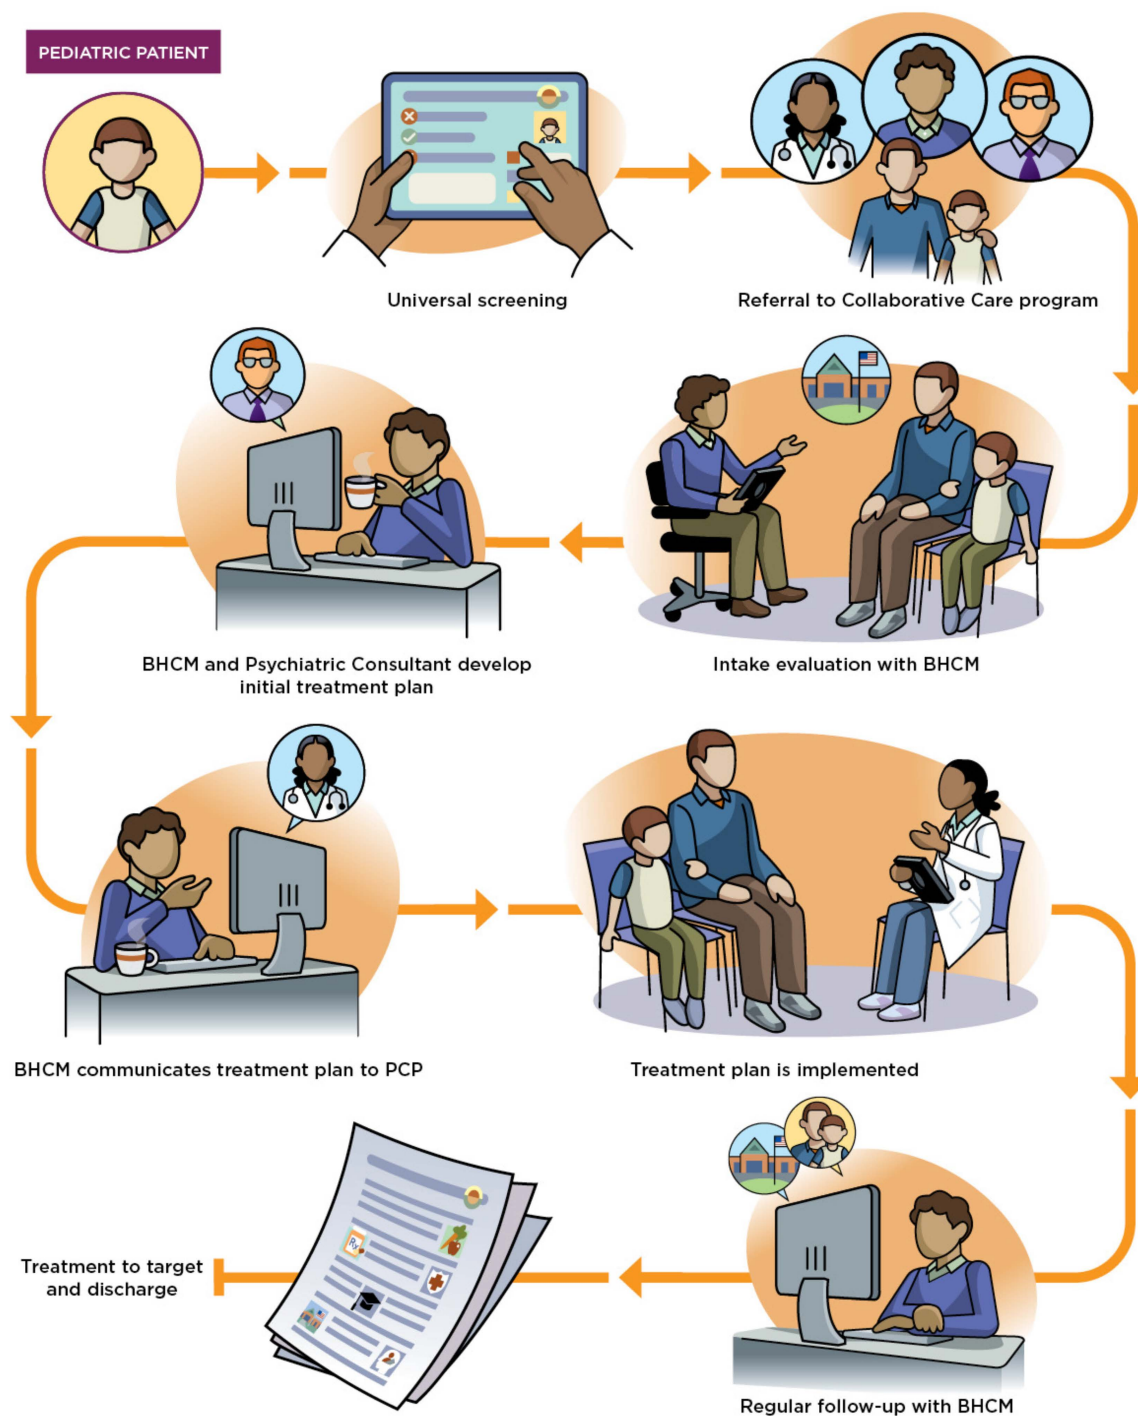 PEDIATRIC PATIENT
Universal screening
Referral to Collaborative Care program
BHCM and Psychiatric Consultant develop
initial treatment plan
Intake evaluation with BHCM
BHCM communicates treatment plan to PCP
Treatment plan is implemented
Treatment to target
and discharge
Rx
Regular follow-up with BHCM